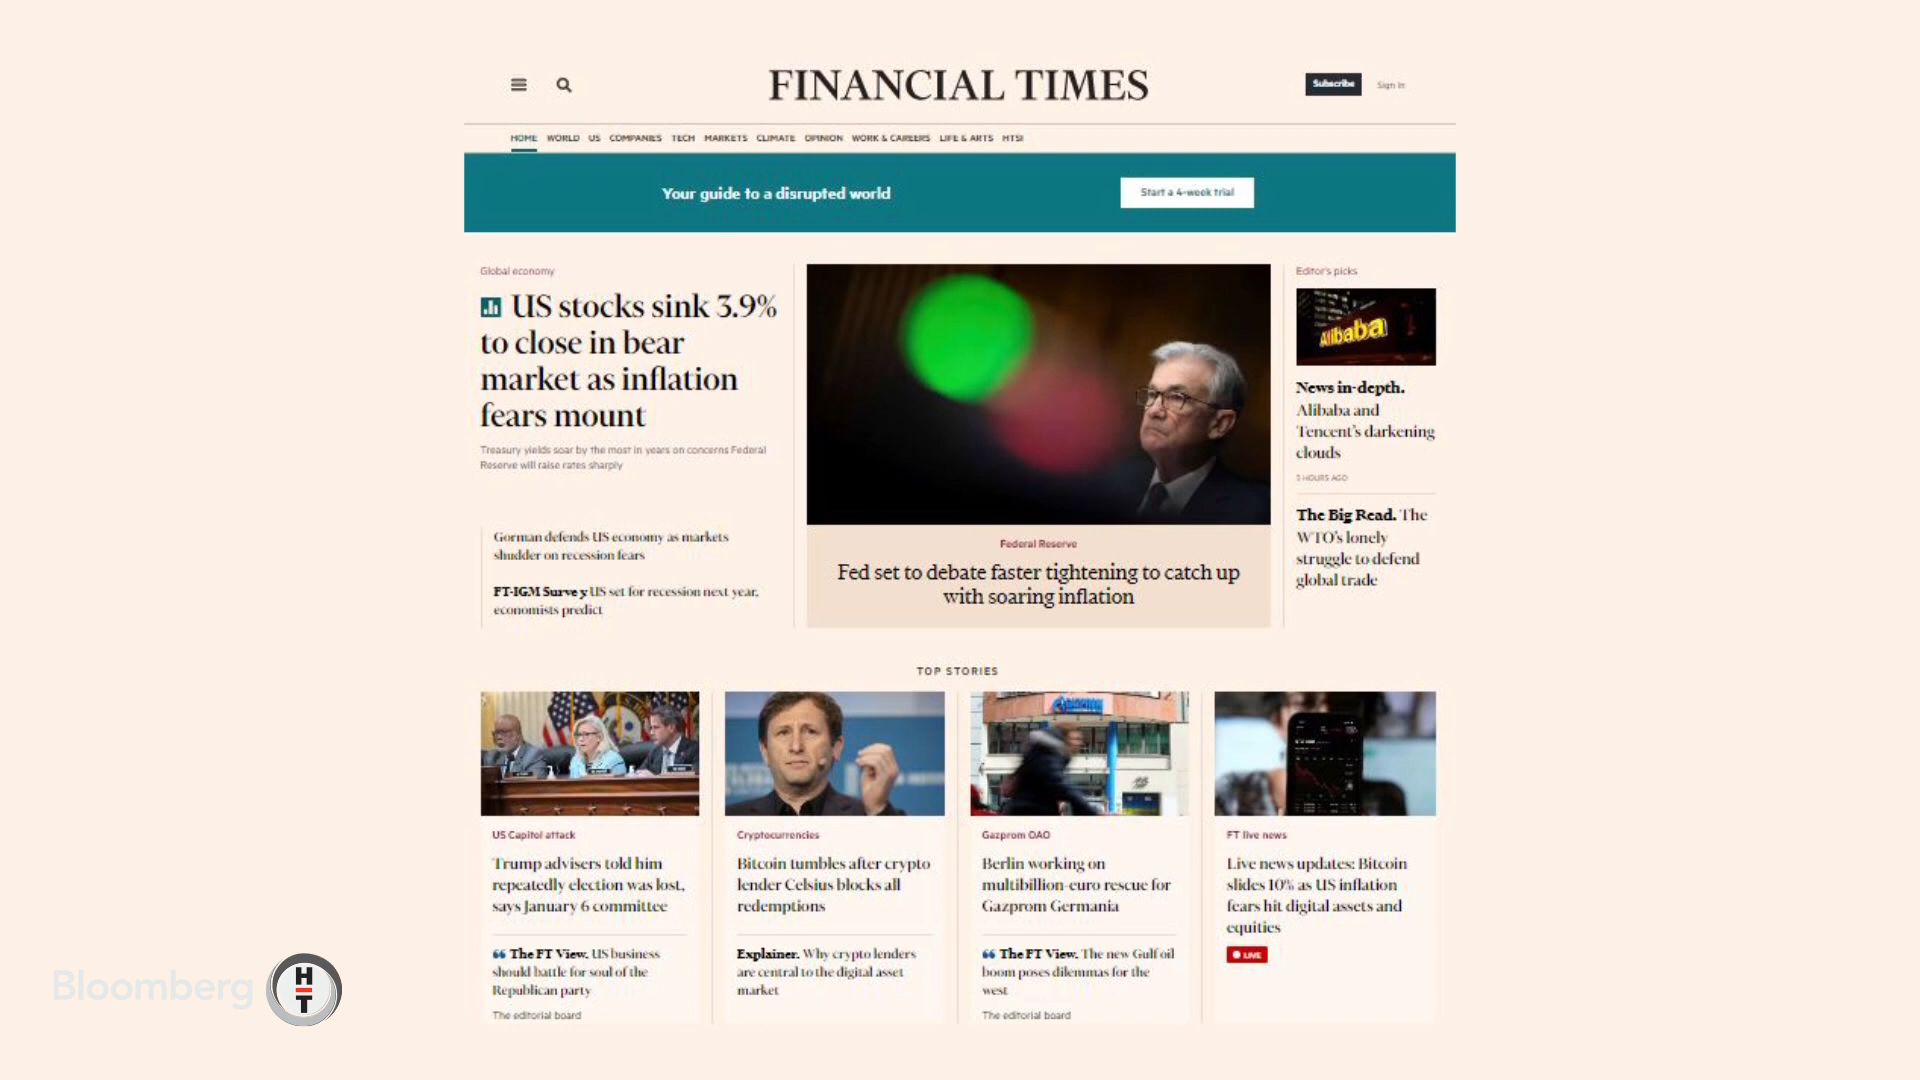 FINANCIAL TIMES
Subscribe
Sign In
HOME WORLD US COMPANIES TECH MARKETS CLIMATE OPINION WORK & CAREERS LIFE & ARTS HTSI
Your guide to a disrupted world
Start a 4-week trial
Global economy
US stocks sink 3.9%
to close in bear
market as inflation
fears mount
Treasury yields soar by the most in years on concerns Federal
Reserve will raise rates sharply
Gorman defends US economy as markets
shudder on recession fears
FT-IGM Survey US set for recession next year,
economists predict
Federal Reserve
Fed set to debate faster tightening to catch up
with soaring inflation
Editor's picks
Alibaba
News in-depth.
Alibaba and
Tencent's darkening
clouds
3 HOURS AGO
The Big Read. The
WTO's lonely
struggle to defend
global trade
TOP STORIES
US Capitol attack
Trump advisers told him
repeatedly election was lost,
says January 6 committee
The FT View. US business
should battle for soul of the
Republican party
The editorial board
Cryptocurrencies
Bitcoin tumbles after crypto
lender Celsius blocks all
redemptions
Explainer. Why crypto lenders
are central to the digital asset
market
GAZPROM
Gazprom OAO
Berlin working on
multibillion-euro rescue for
Gazprom Germania
The FT View. The new Gulf oil
boom poses dilemmas for the
west
The editorial board
FT live news
Live news updates: Bitcoin
slides 10% as US inflation
fears hit digital assets and
equities
LIVE
Bloomberg HT